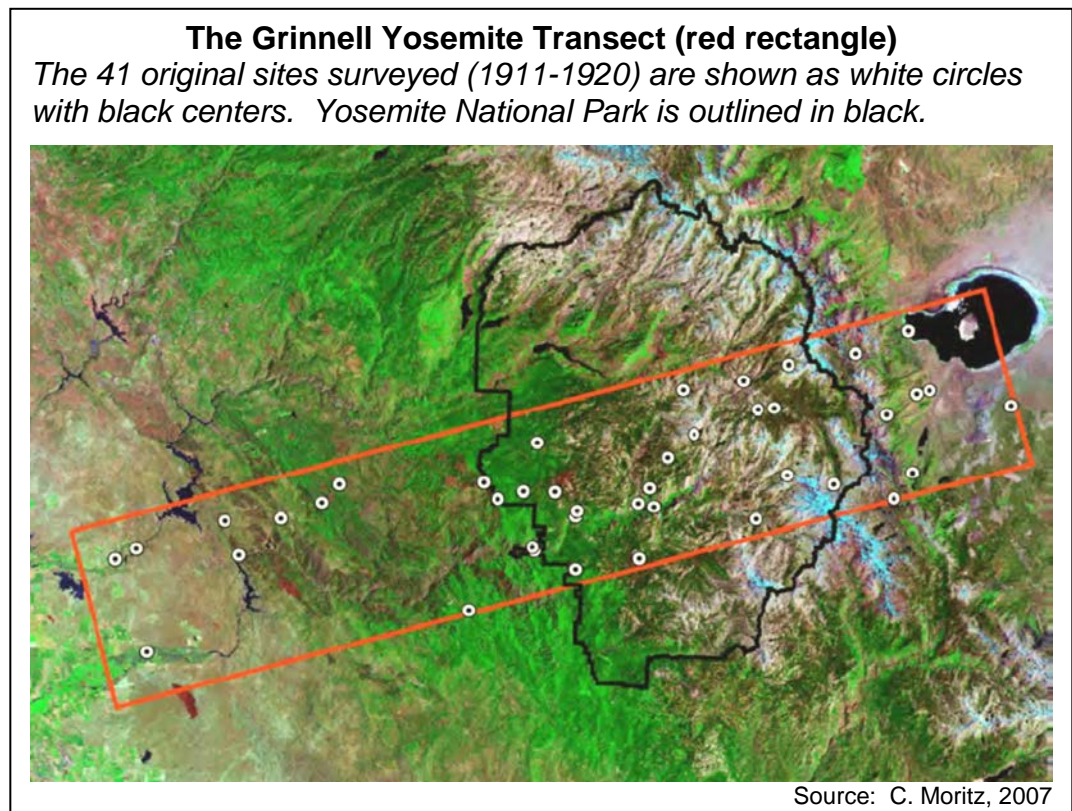 The Grinnell Yosemite Transect (red rectangle)
The 41 original sites surveyed (1911-1920) are shown as white circles
with black centers.  Yosemite National Park is outlined in black.
Source:  C. Moritz, 2007